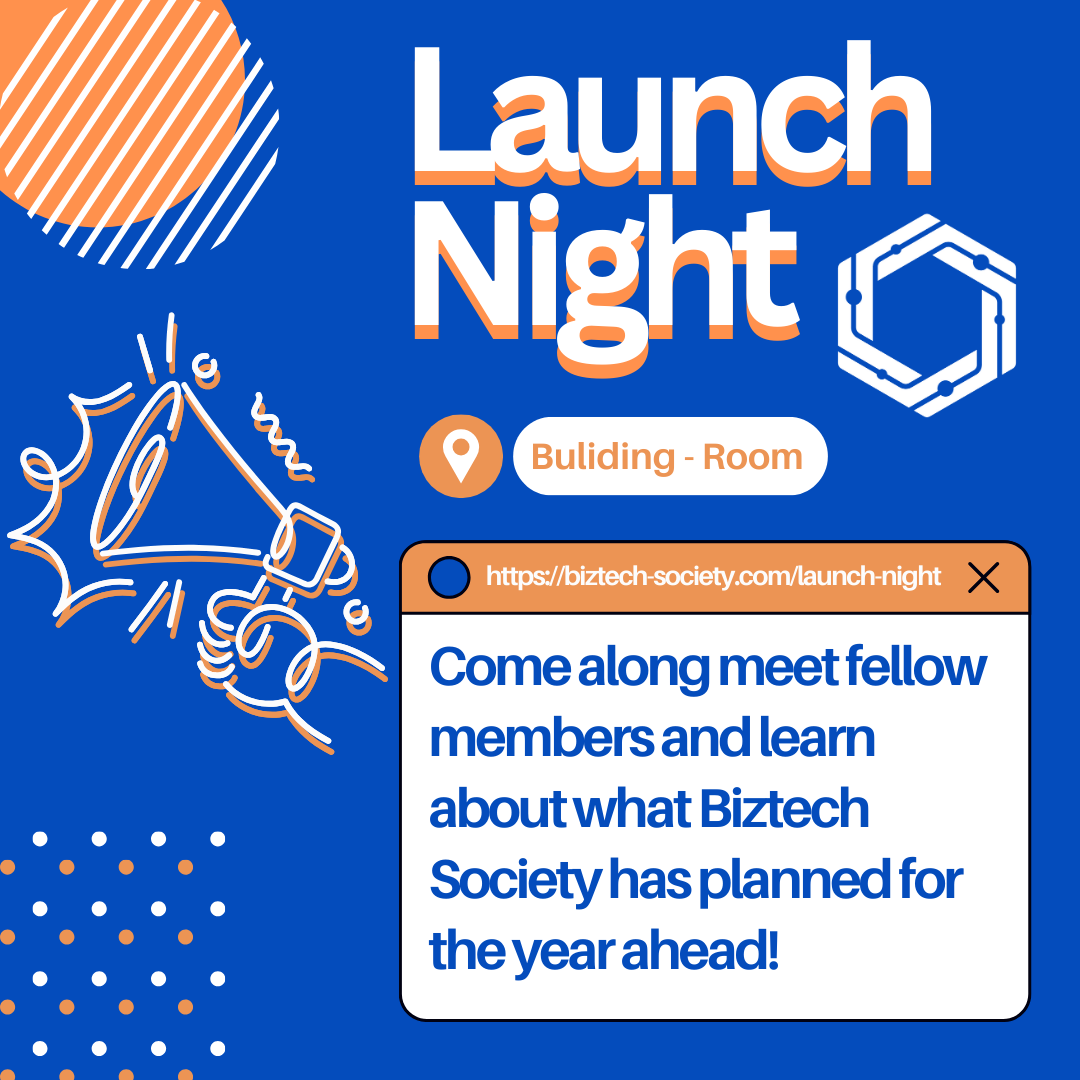 Launch
Night
Buliding - Room
https://biztech-society.com/launch-night
Come along meet fellow
members and learn
about what Biztech
Society has planned for
the year ahead!